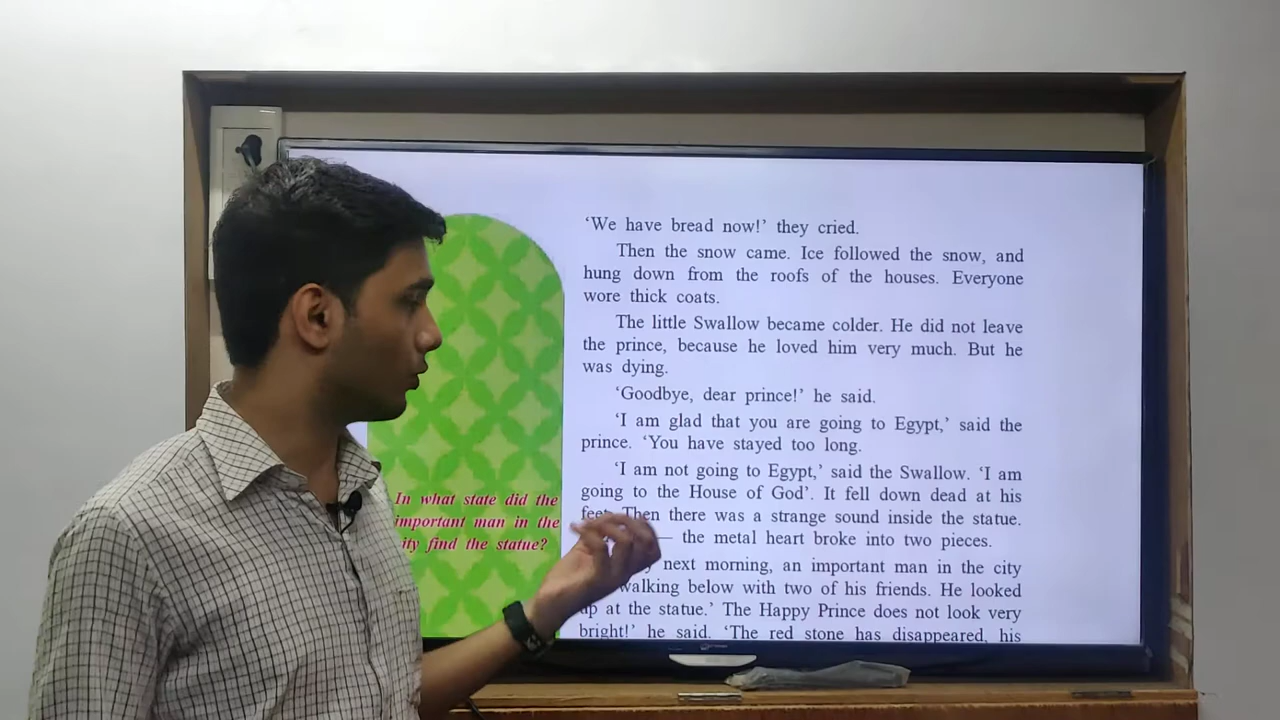 ‘We have bread now!’ they cried.
Then the snow came. Ice followed the snow, and
hung down from the roofs of the houses. Everyone
wore thick coats.
The little Swallow became colder. He did not leave
the prince, because he loved him very much. But he
was dying.
‘Goodbye, dear prince!’ he said.
‘I am glad that you are going to Egypt,’ said the
prince. ‘You have stayed too long.
‘I am not going to Egypt,’ said the Swallow. ‘I am
going to the House of God’. It fell down dead at his
feet. Then there was a strange sound inside the statue.
— the metal heart broke into two pieces.
next morning, an important man in the city
walking below with two of his friends. He looked
up at the statue.’ The Happy Prince does not look very
bright!’ he said. ‘The red stone has disappeared, his
In what state did the
important man in the
city find the statue?